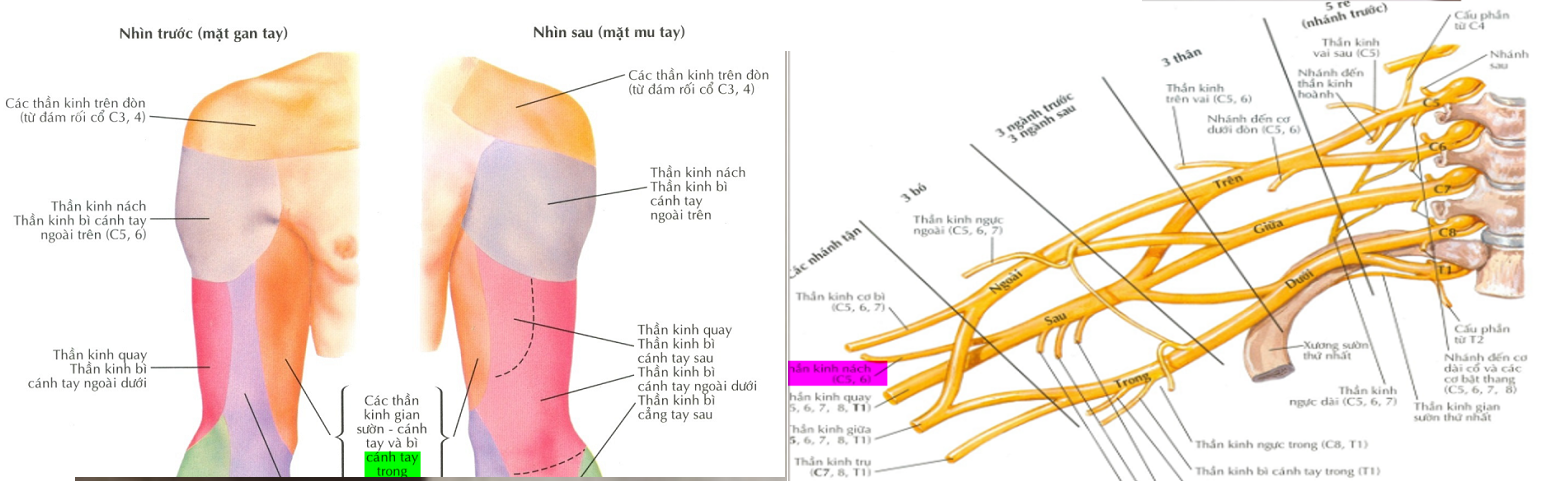 Nhìn trước (mặt gan tay)
Nhìn sau (mặt mu tay)
Các thần kinh trên đòn
(từ đám rối cổ C3, 4)
Thần kinh nách
Thần kinh bì cánh tay
ngoài trên (C5, 6)
Thần kinh quay
Thần kinh bì
cánh tay ngoài dưới
Các thần kinh trên đòn
(từ đám rối cổ C3, 4)
Thần kinh nách
Thần kinh bì
cánh tay
ngoài trên
Thần kinh quay
Thần kinh bì
cánh tay sau
Thần kinh bì
cánh tay ngoài dưới
Thần kinh bì
cẳng tay sau
Các thần
kinh gian
sườn - cánh
tay và bì
cánh tay
trong
5 rễ
(nhánh trước)
3 thân
3 ngành trước
3 ngành sau
3 bó
Các nhánh tận
Cấu phần
từ C4
Thần kinh
vai sau (C5)
Nhánh
sau
Nhánh đến
thần kinh
hoành
Thần kinh
trên vai (C5, 6)
Nhánh đến cơ
dưới đòn (C5, 6)
C5
C6
C7
C8
T1
Trên
Giữa
Dưới
Thần kinh ngực
ngoài (C5, 6, 7)
Ngoài
Sau
Trong
Thần kinh cơ bì
(C5, 6, 7)
thần kinh nách
(C5, 6)
hần kinh quay
5, 6, 7, 8, T1)
hần kinh giữa
5, 6, 7, 8, T1)
Thần kinh trụ
(C7, 8, T1)
Xương sườn
thứ nhất
Cấu phần
từ T2
Nhánh đến cơ
dài cổ và các
cơ bậc thang
(C5, 6, 7, 8)
Thần kinh
ngực dài (C5, 6, 7)
Thần kinh gian
sườn thứ nhất
Thần kinh ngực trong (C8, T1)
Thần kinh bì cánh tay trong (T1)